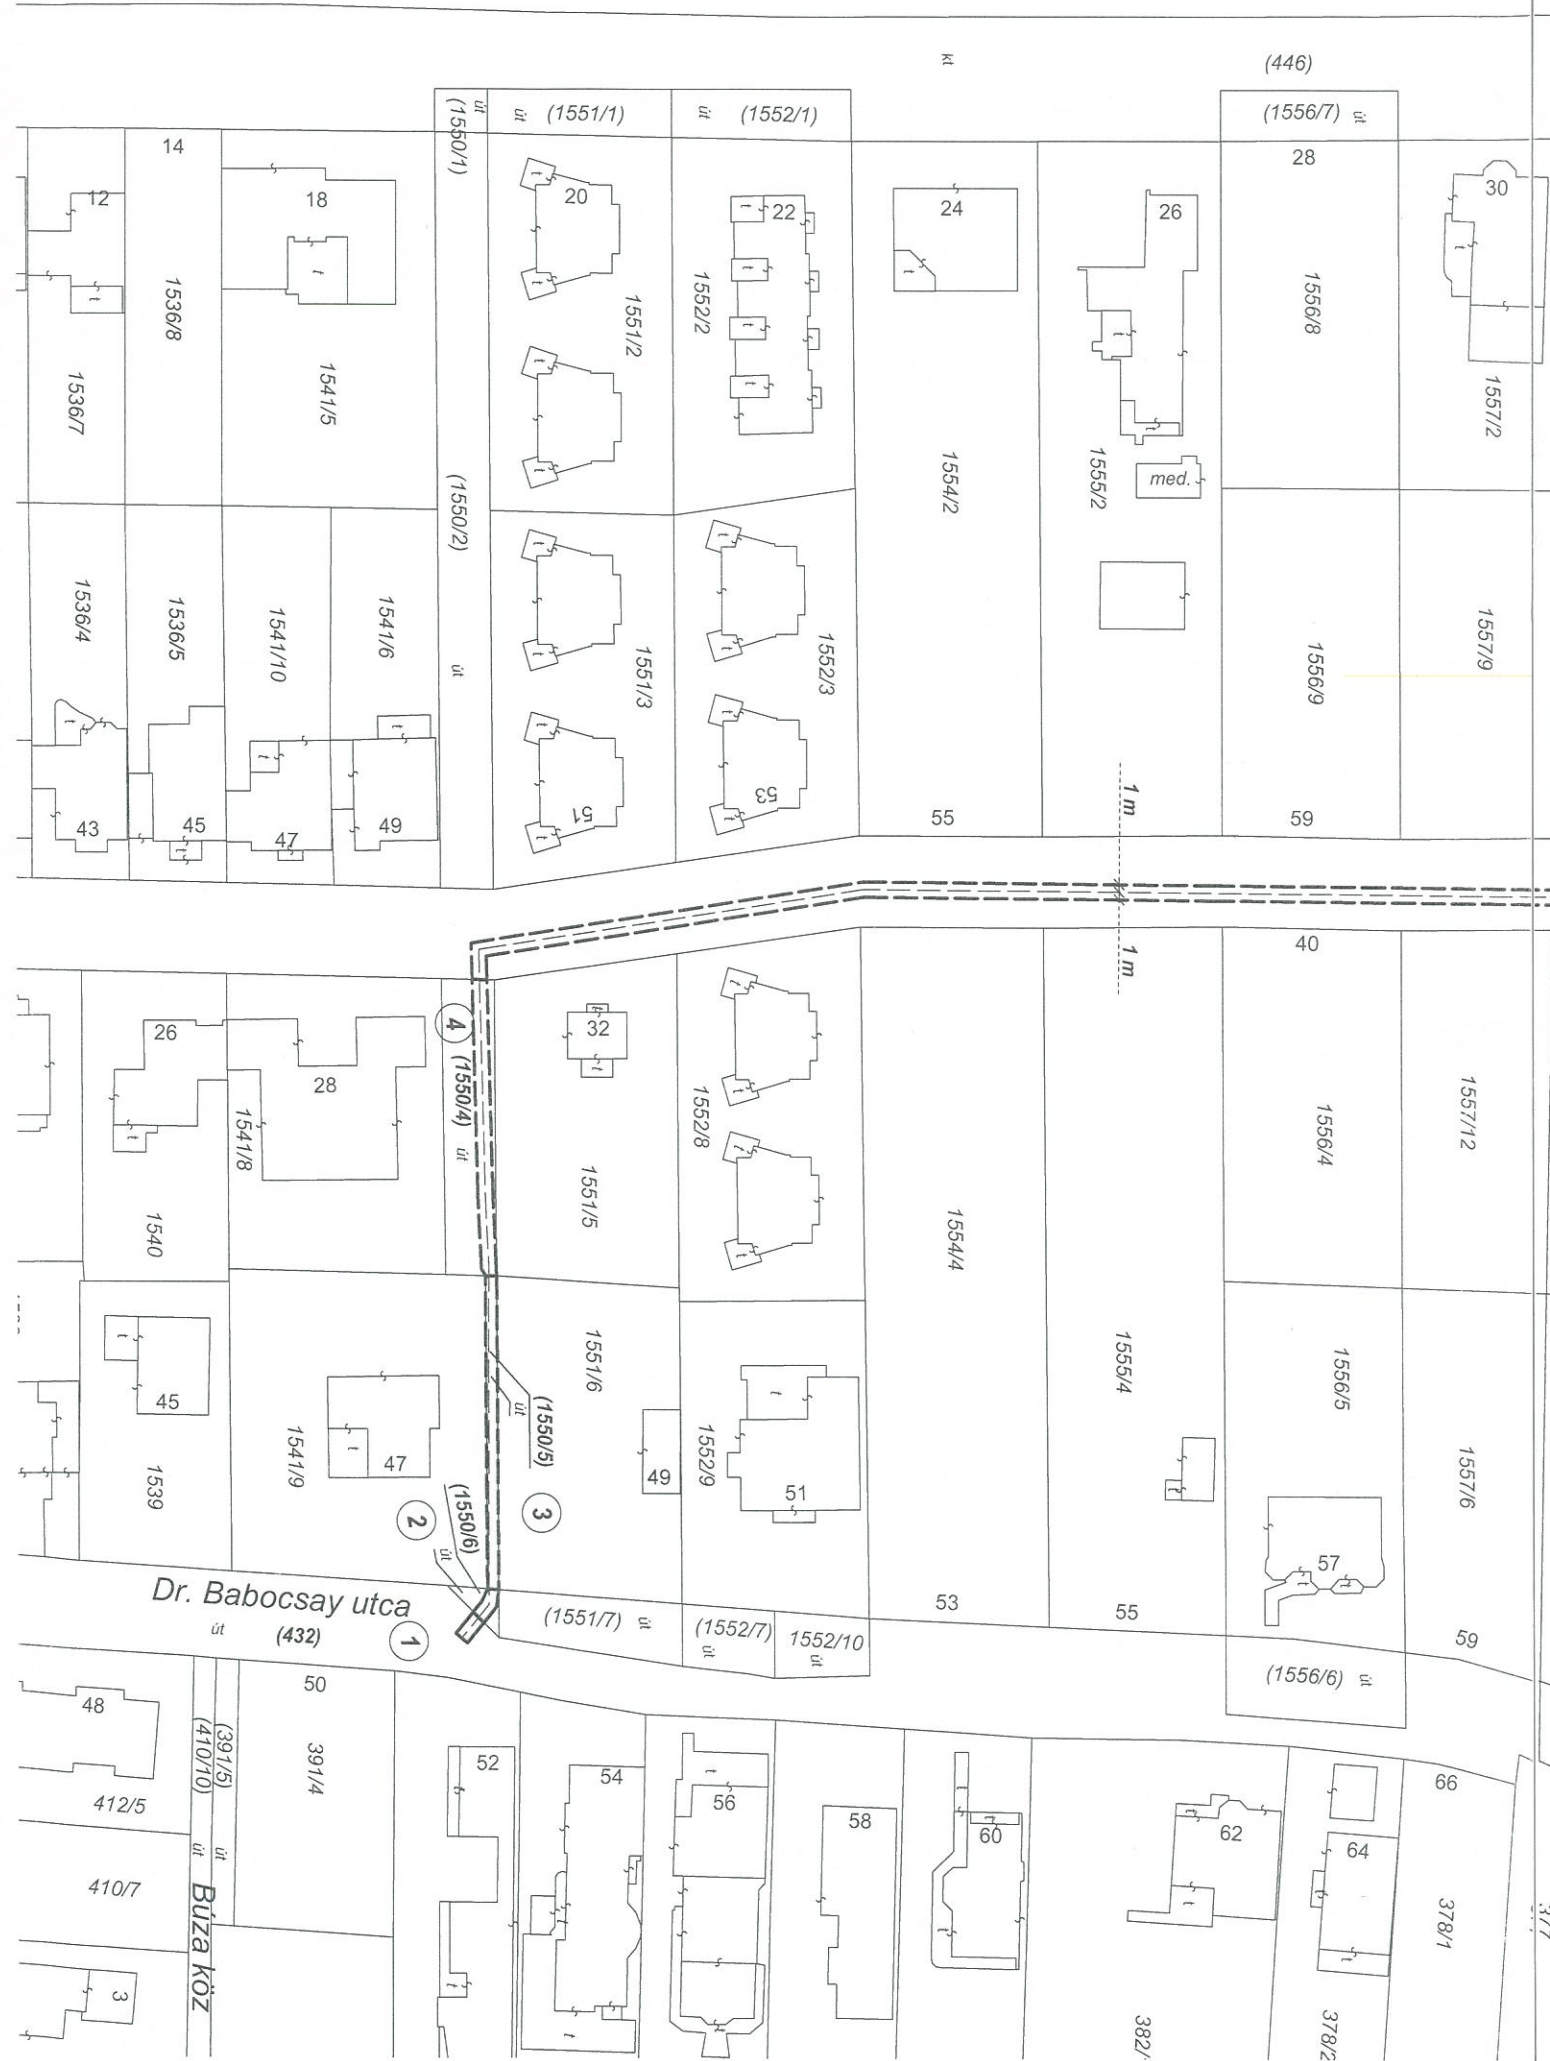 kt
(446)
út
(1550/1)
út
(1551/1)
út
(1552/1)
(1556/7)
út
14
28
12
18
20
22
24
26
30
t
t
t
t
t
t
t
t
t
t
t
t
t
t
1536/8
1551/2
1552/2
1556/8
1536/7
1541/5
1557/2
1554/2
1555/2
med.
(1550/2)
út
1536/4
1536/5
1541/10
1541/6
1551/3
1552/3
1556/9
1557/9
t
t
t
t
t
t
t
t
t
t
t
t
43
45
47
49
51
53
55
59
1 m
1 m
40
26
28
32
4
(1550/4)
út
t
t
t
t
t
t
t
1541/8
1540
1551/5
1552/8
1554/4
1556/4
1557/12
45
1539
t
1541/9
47
t
1551/6
(1550/5)
út
49
1552/9
t
51
1555/4
t
1556/5
1557/6
57
t
t
3
2
(1550/6)
út
Dr. Babocsay utca
út
(432)
1
(1551/7)
út
(1552/7)
út
1552/10
út
53
55
59
(1556/6)
út
48
50
52
54
56
58
60
62
64
66
(410/10)
út
(391/5)
út
391/4
412/5
410/7
Búza köz
3
t
t
t
t
t
t
t
t
t
t
t
t
378/1